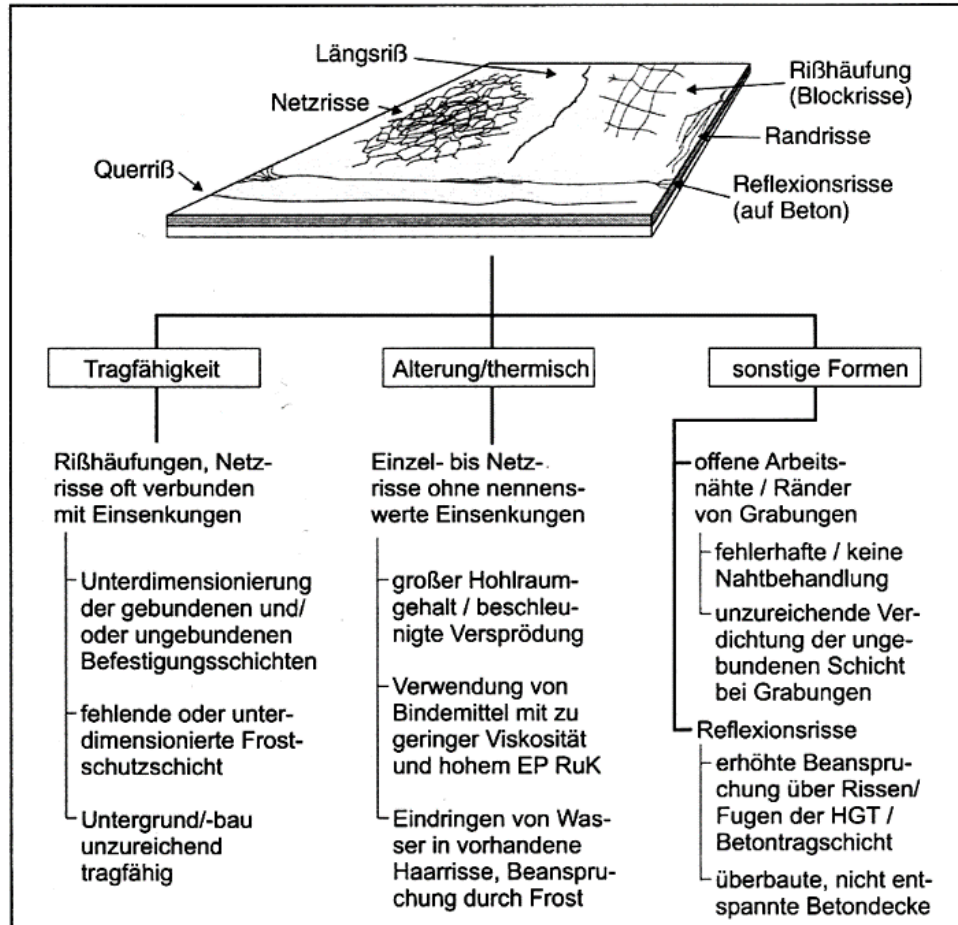 Längsriß
Netzrisse
Querriß
Rißhäufung
(Blockrisse)
Randrisse
Reflexionsrisse
(auf Beton)
Tragfähigkeit
Rißhäufungen, Netz-
risse oft verbunden
mit Einsenkungen
Unterdimensionierung
der gebundenen und/
oder ungebundenen
Befestigungsschichten
fehlende oder unter-
dimensionierte Frost-
schutzschicht
Untergrund/-bau
unzureichend
tragfähig
Alterung/thermisch
Einzel- bis Netz-
risse ohne nennens-
werte Einsenkungen
großer Hohlraum-
gehalt / beschleu-
nigte Versprödung
Verwendung von
Bindemittel mit zu
geringer Viskosität
und hohem EP RuK
Eindringen von Was-
ser in vorhandene
Haarrisse, Beanspru-
chung durch Frost
sonstige Formen
offene Arbeits-
nähte / Ränder
von Grabungen
fehlerhafte / keine
Nahtbehandlung
unzureichende Ver-
dichtung der unge-
bundenen Schicht
bei Grabungen
Reflexionsrisse
erhöhte Beanspru-
chung über Rissen/
Fugen der HGT /
Betontragschicht
überbaute, nicht ent-
spannte Betondecke